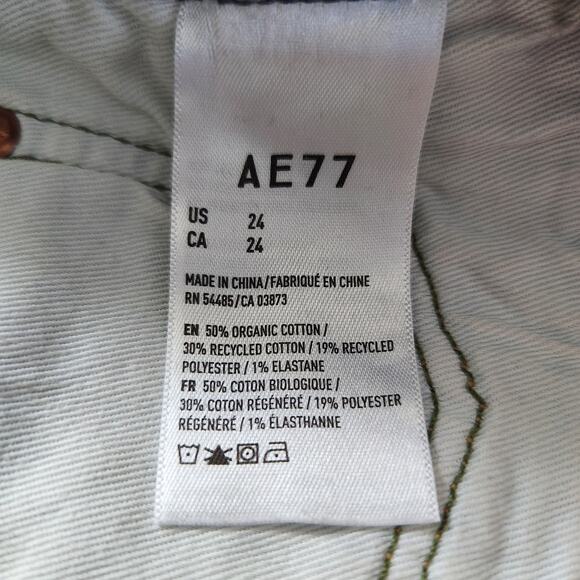 AE77
US 24
CA 24
MADE IN CHINA/FABRIQUÉ EN CHINE
RN 54485/CA 03873
EN 50% ORGANIC COTTON /
30% RECYCLED COTTON / 19% RECYCLED
POLYESTER / 1% ELASTANE
FR 50% COTON BIOLOGIQUE /
30% COTON RÉGÉNÉRÉ / 19% POLYESTER
RÉGÉNÉRÉ / 1% ÉLASTHANNE